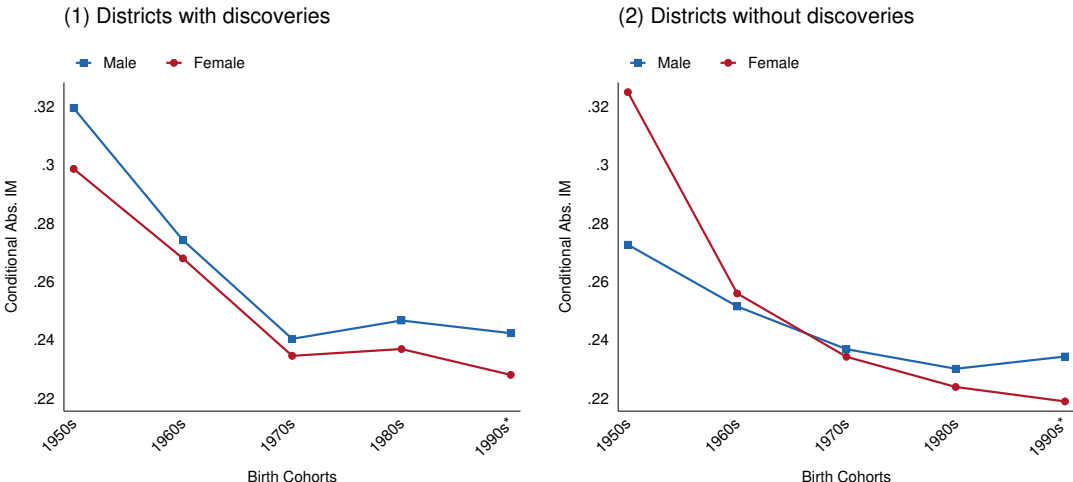 (1) Districts with discoveries
Male
Female
Conditional Abs. IM
.32
.3
.28
.26
.24
.22
1950s
1960s
1970s
1980s
1990s*
Birth Cohorts
(2) Districts without discoveries
Male
Female
Conditional Abs. IM
.32
.3
.28
.26
.24
.22
1950s
1960s
1970s
1980s
1990s*
Birth Cohorts